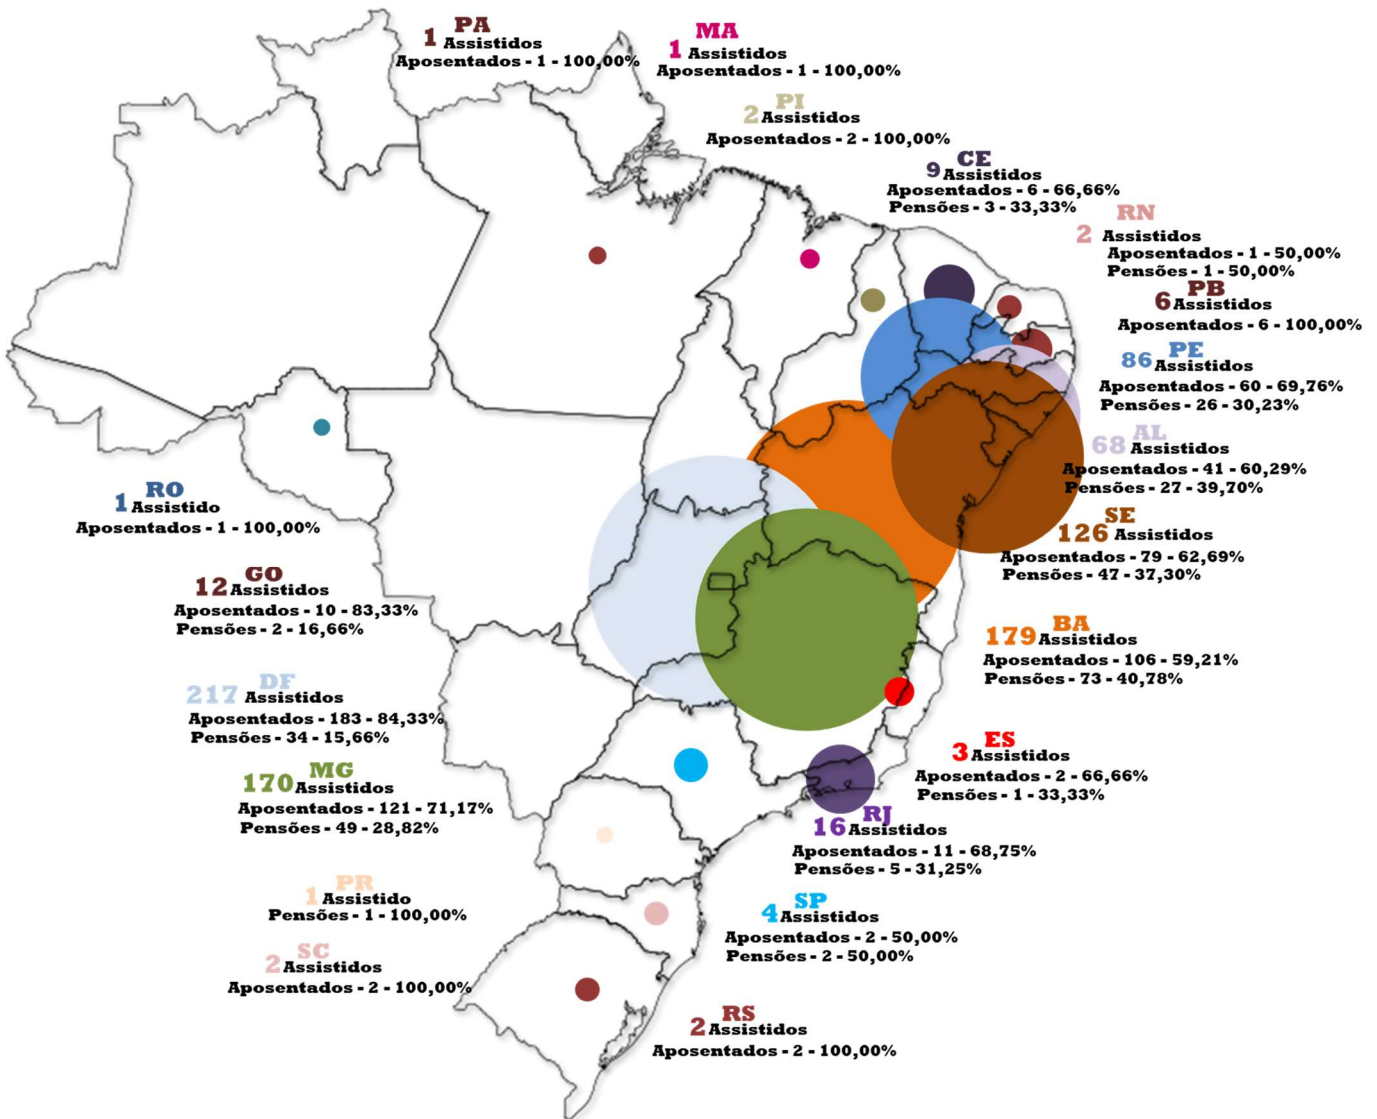 PA
1 Assistidos
Aposentados - 1 - 100,00%
MA
1 Assistidos
Aposentados - 1 - 100,00%
PI
2 Assistidos
Aposentados - 2 - 100,00%
CE
9 Assistidos
Aposentados - 6 - 66,66%
Pensões - 3 - 33,33%
RN
2 Assistidos
Aposentados - 1 - 50,00%
Pensões - 1 - 50,00%
PB
6 Assistidos
Aposentados - 6 - 100,00%
PE
86 Assistidos
Aposentados - 60 - 69,76%
Pensões - 26 - 30,23%
AL
68 Assistidos
Aposentados - 41 - 60,29%
Pensões - 27 - 39,70%
SE
126 Assistidos
Aposentados - 79 - 62,69%
Pensões - 47 - 37,30%
BA
179 Assistidos
Aposentados - 106 - 59,21%
Pensões - 73 - 40,78%
ES
3 Assistidos
Aposentados - 2 - 66,66%
Pensões - 1 - 33,33%
RJ
16 Assistidos
Aposentados - 11 - 68,75%
Pensões - 5 - 31,25%
SP
4 Assistidos
Aposentados - 2 - 50,00%
Pensões - 2 - 50,00%
RS
2 Assistidos
Aposentados - 2 - 100,00%
RO
1 Assistido
Aposentados - 1 - 100,00%
GO
12 Assistidos
Aposentados - 10 - 83,33%
Pensões - 2 - 16,66%
DF
217 Assistidos
Aposentados - 183 - 84,33%
Pensões - 34 - 15,66%
MG
170 Assistidos
Aposentados - 121 - 71,17%
Pensões - 49 - 28,82%
PR
1 Assistido
Pensões - 1 - 100,00%
SC
2 Assistidos
Aposentados - 2 - 100,00%